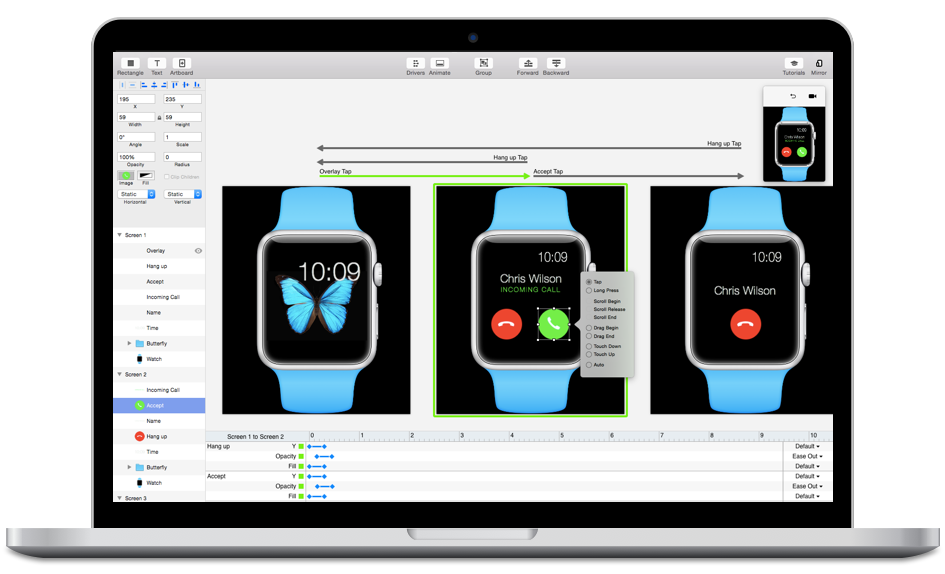 Rectangle Text Artboard Drivers Animate Group Forward Backward Tutorials Mirror
195 235
X Y
59 59
Width Height
0° 1
Angle Scale
100% 0
Opacity Radius
Clip Children
Image Fill
Static Static
Horizontal Vertical
Screen 1
Overlay
Hang up
Accept
Incoming Call
Name
Time
Butterfly
Watch
Screen 2
Incoming Call
Accept
Name
Hang up
Time
Butterfly
Watch
Screen 3
Hang up Tap
Hang up Tap
Overlay Tap
Accept Tap
10:09
10:09
Chris Wilson
INCOMING CALL
Tap
Long Press
Scroll Begin
Scroll Release
Scroll End
Drag Begin
Drag End
Touch Down
Touch Up
Auto
10:09
Chris Wilson
10:09
Chris Wilson
Screen 1 to Screen 2 0 1 2 3 4 5 6 7 8 9 10
Hang up Y Default
Opacity Ease Out
Fill Default
Accept Y Default
Opacity Ease Out
Fill Default